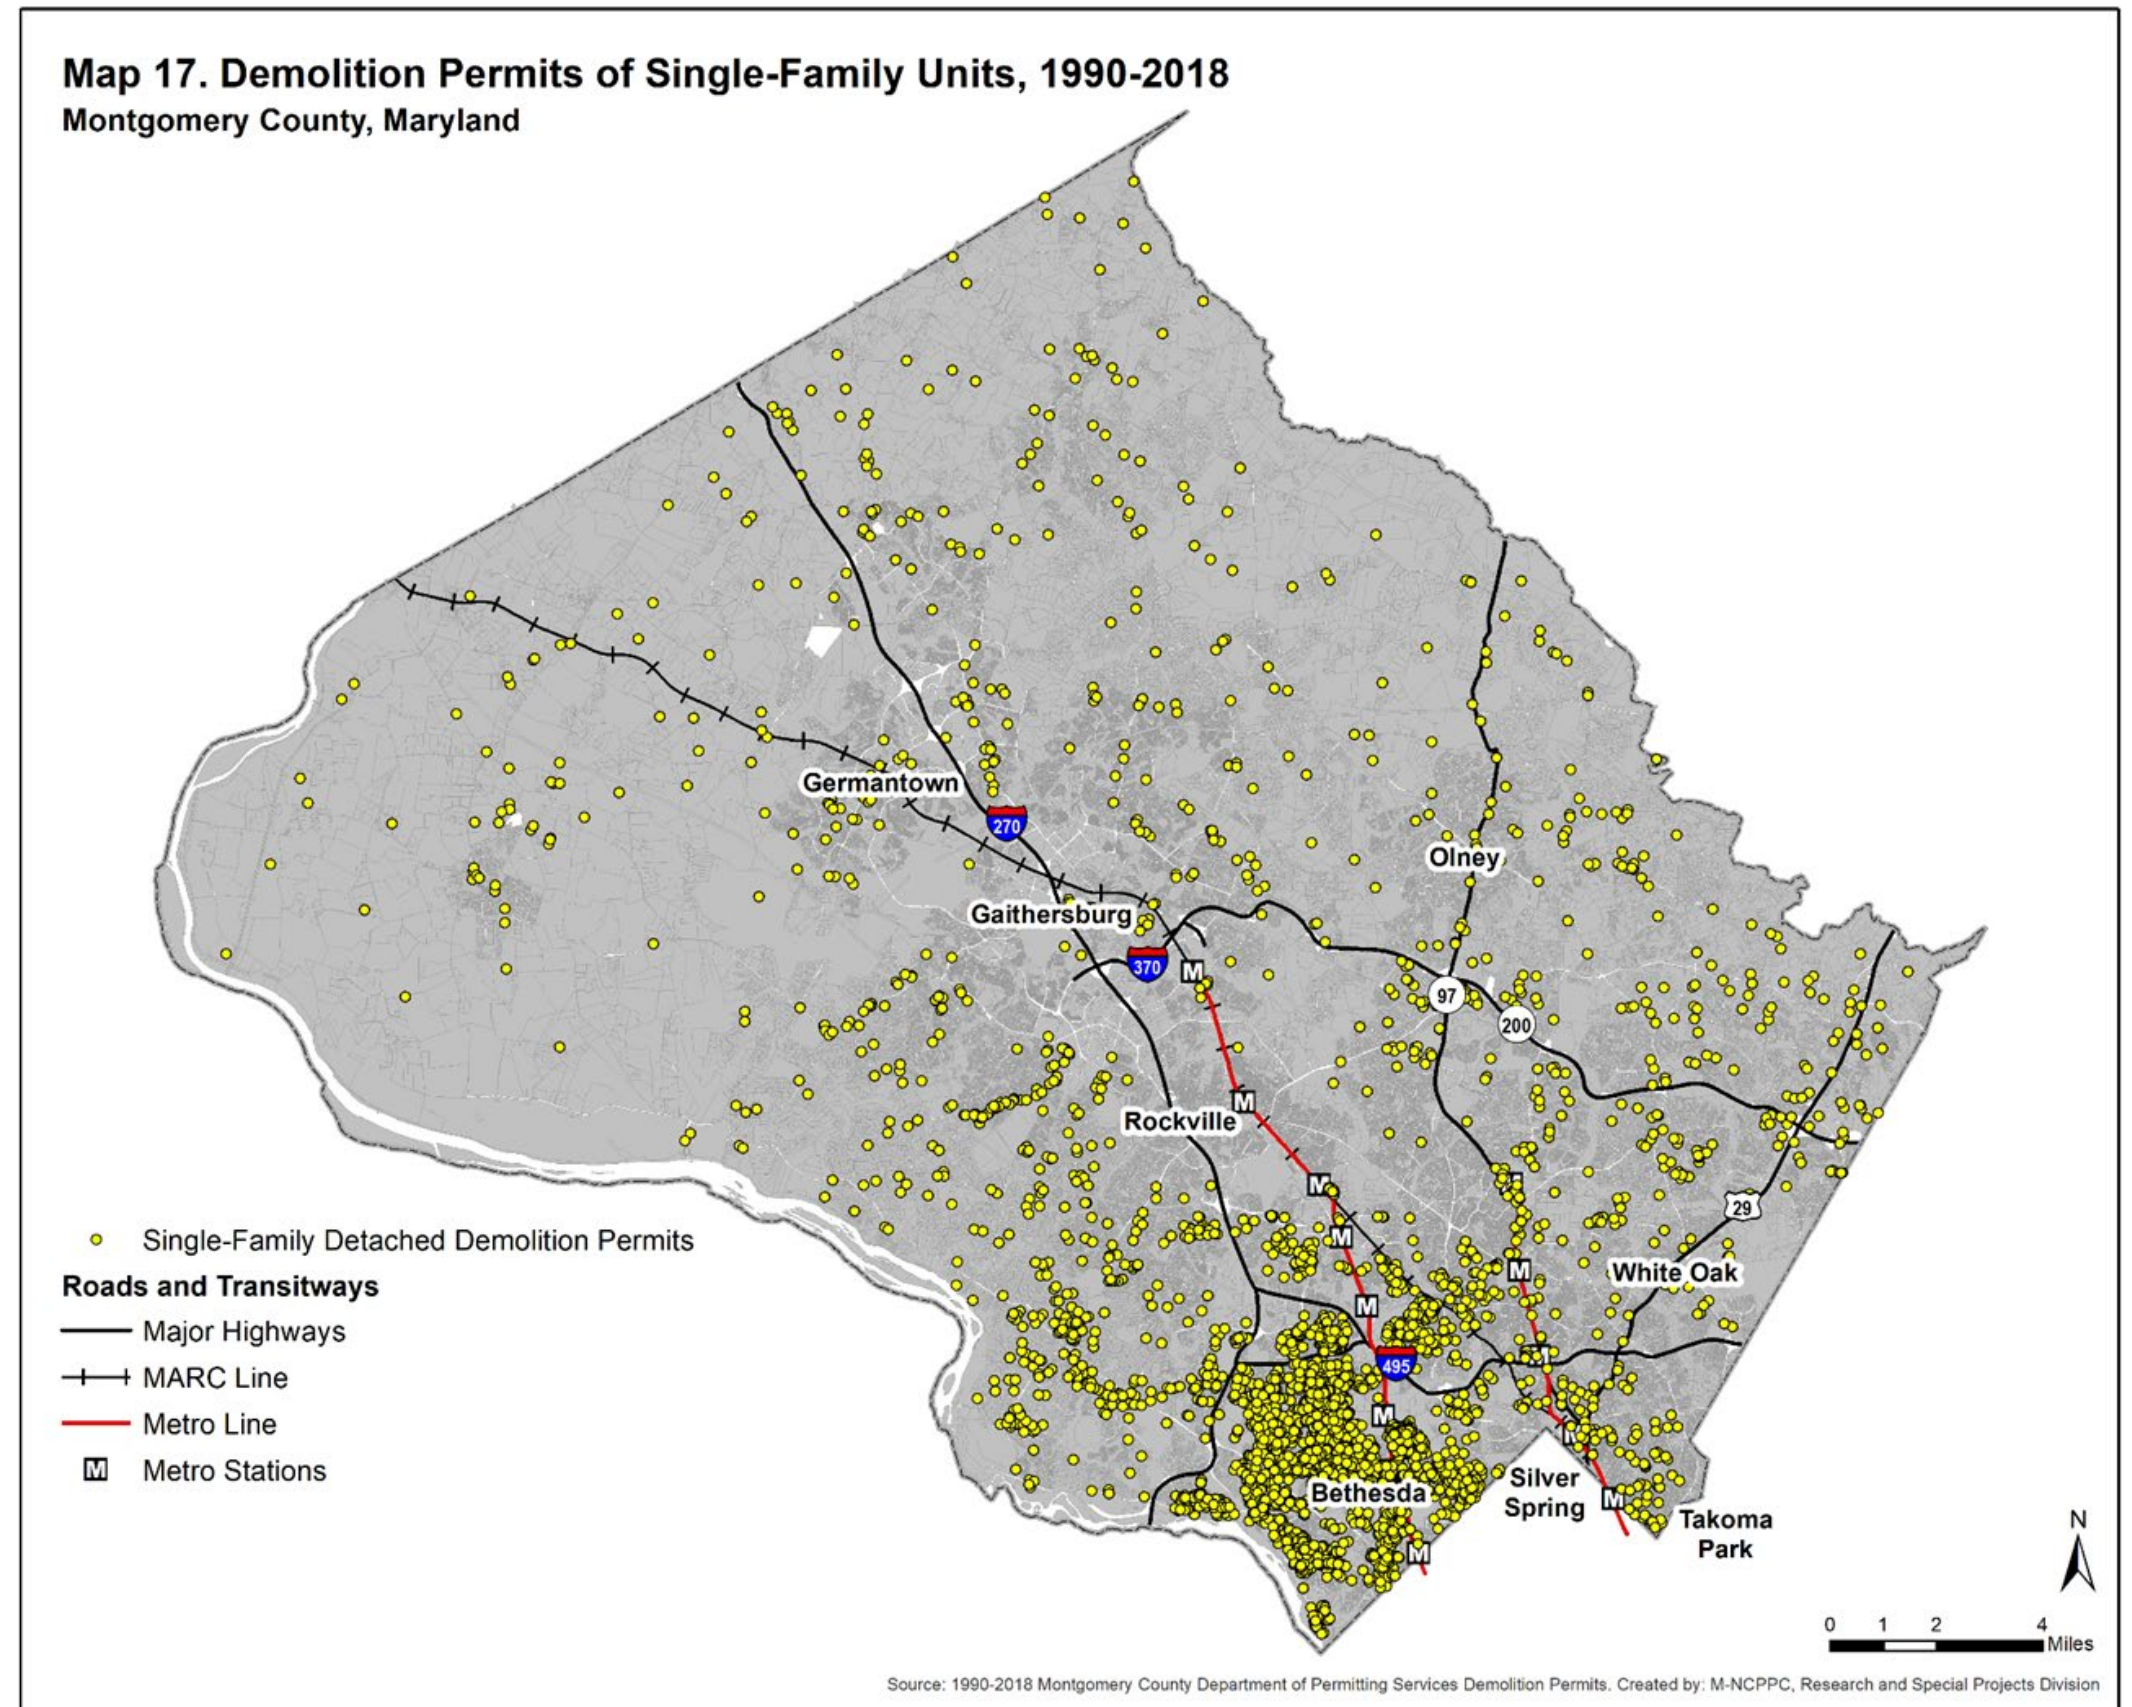 Map 17. Demolition Permits of Single-Family Units, 1990-2018
Montgomery County, Maryland
Germantown
270
Olney
Gaithersburg
370
M
97
200
M
Rockville
M
29
M
M
White Oak
M
495
M
M
Bethesda
Silver
Spring
M
Takoma
Park
M
Single-Family Detached Demolition Permits
Roads and Transitways
Major Highways
MARC Line
Metro Line
M Metro Stations
N
0 1 2 4
Miles
Source: 1990-2018 Montgomery County Department of Permitting Services Demolition Permits. Created by: M-NCPPC, Research and Special Projects Division